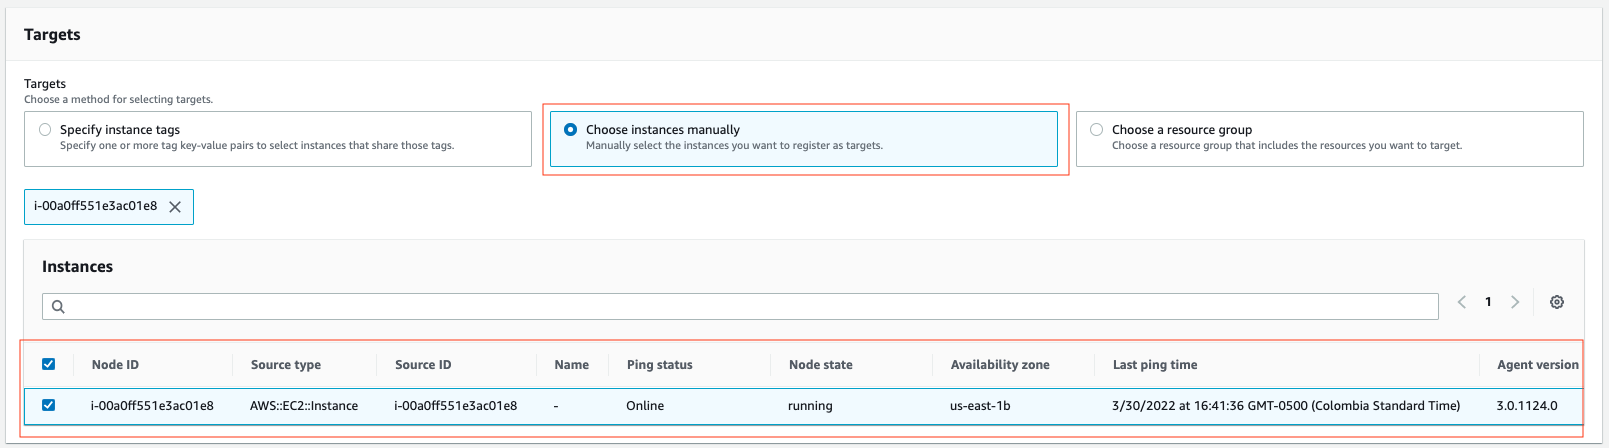 Targets
Targets
Choose a method for selecting targets.
Specify instance tags
Specify one or more tag key-value pairs to select instances that share those tags.
Choose instances manually
Manually select the instances you want to register as targets.
Choose a resource group
Choose a resource group that includes the resources you want to target.
i-00a0ff551e3ac01e8
Instances
1
Node ID Source type Source ID Name Ping status Node state Availability zone Last ping time Agent version
i-00a0ff551e3ac01e8 AWS::EC2::Instance i-00a0ff551e3ac01e8 - Online running us-east-1b 3/30/2022 at 16:41:36 GMT-0500 (Colombia Standard Time) 3.0.1124.0